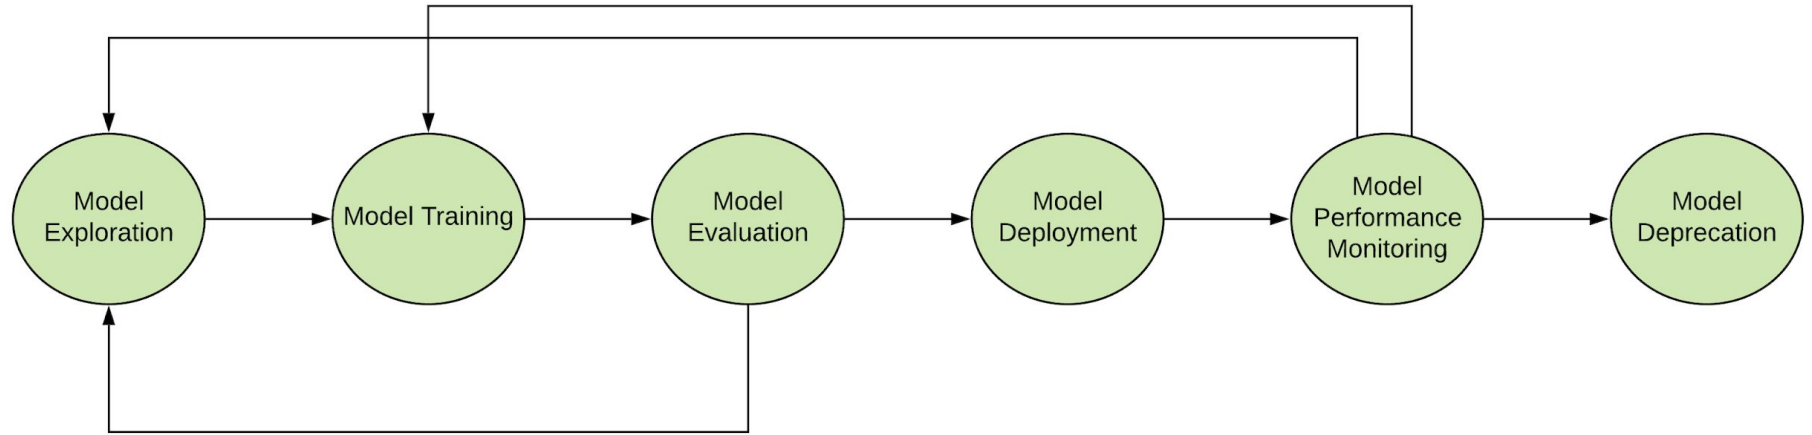 Model
Exploration
Model Training
Model
Evaluation
Model
Deployment
Model
Performance
Monitoring
Model
Deprecation